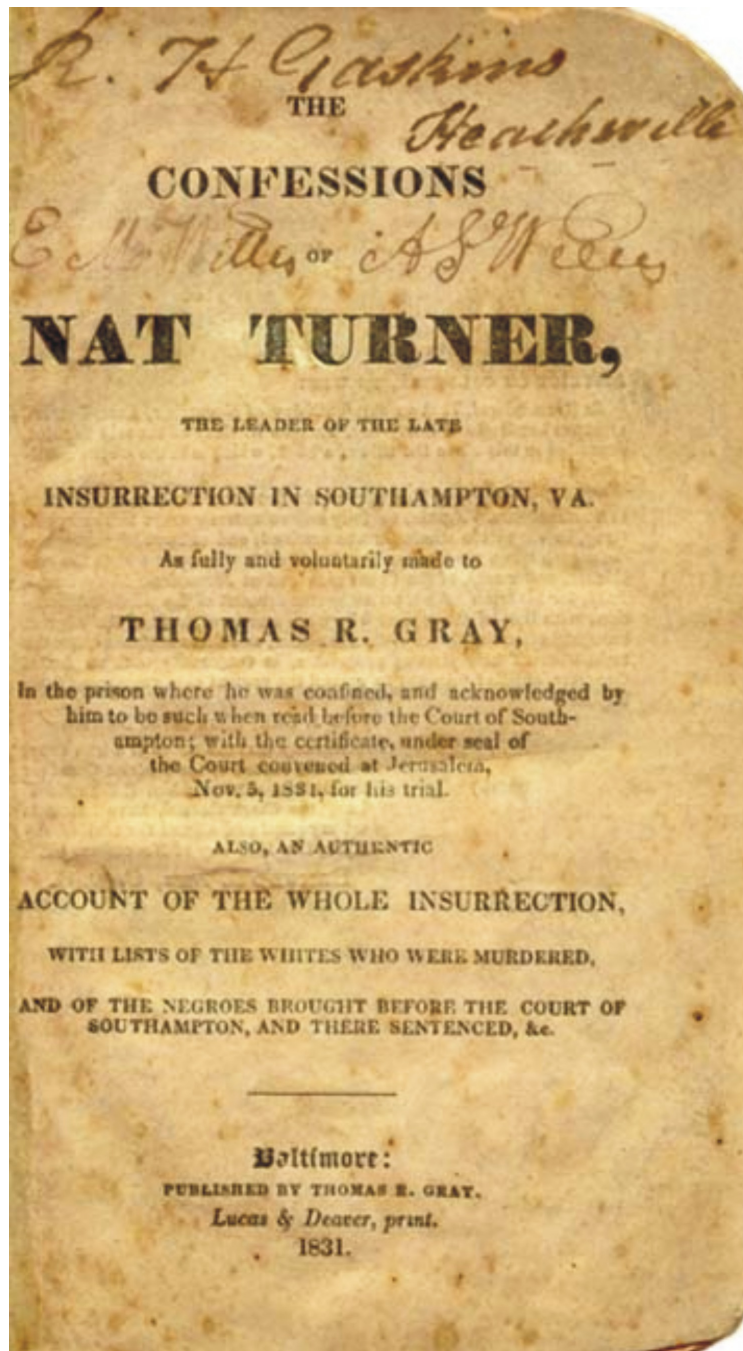 R. H Gaskins
THE
Heathsville
CONFESSIONS
E M Willey OF A S Willey
NAT TURNER,
THE LEADER OF THE LATE
INSURRECTION IN SOUTHAMPTON, VA.
As fully and voluntarily made to
THOMAS R. GRAY,
In the prison where he was confined, and acknowledged by
him to be such when read before the Court of South-
ampton; with the certificate, under seal of
the Court convened at Jerusalem,
Nov. 5, 1831, for his trial.
ALSO, AN AUTHENTIC
ACCOUNT OF THE WHOLE INSURRECTION,
WITH LISTS OF THE WHITES WHO WERE MURDERED,
AND OF THE NEGROES BROUGHT BEFORE THE COURT OF
SOUTHAMPTON, AND THERE SENTENCED, &c.
Baltimore:
PUBLISHED BY THOMAS R. GRAY.
Lucas & Deaver, print.
1831.